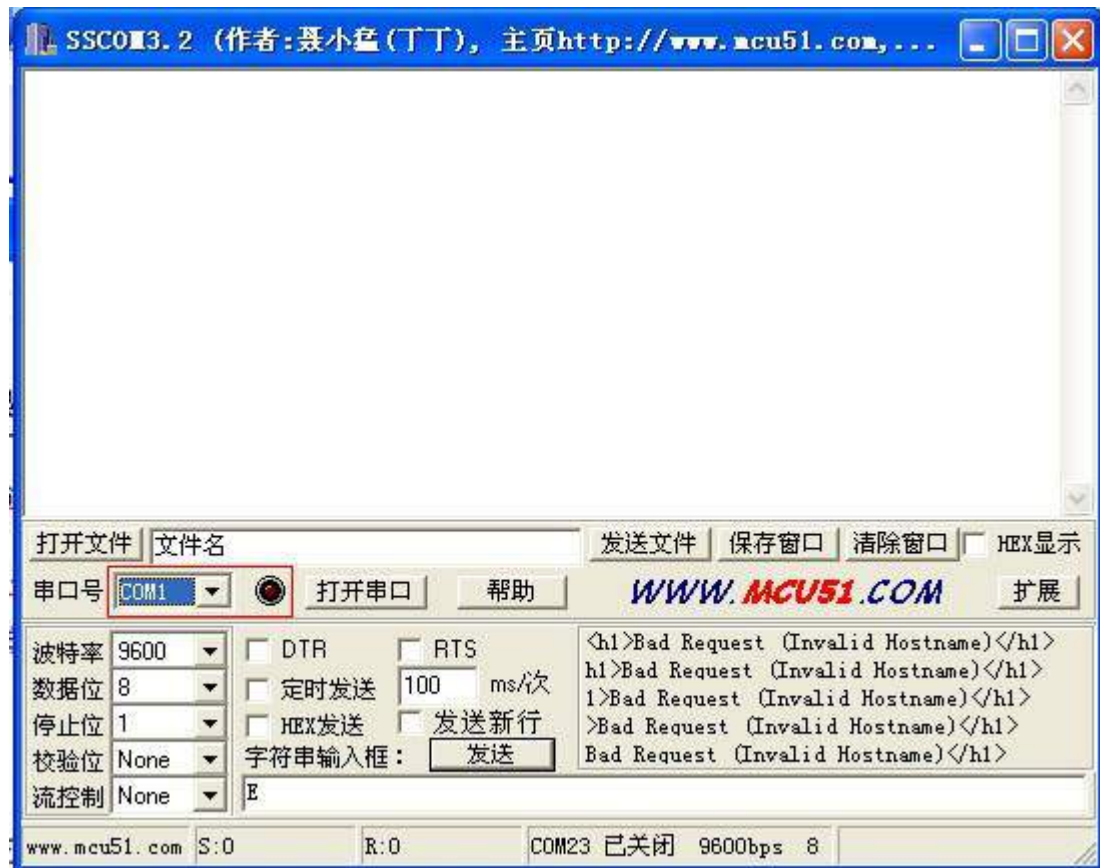 SSCOM3.2 (作者:聂小猛(丁丁), 主页http://www.mcu51.com,...
打开文件 文件名 发送文件 保存窗口 清除窗口 HEX显示
串口号 COM1 打开串口 帮助 WWW.MCU51.COM 扩展
波特率 9600 DTR RTS
数据位 8 定时发送 100 ms/次
停止位 1 HEX发送 发送新行
校验位 None 字符串输入框： 发送
流控制 None E
<h1>Bad Request (Invalid Hostname)</h1>
h1>Bad Request (Invalid Hostname)</h1>
1>Bad Request (Invalid Hostname)</h1>
>Bad Request (Invalid Hostname)</h1>
Bad Request (Invalid Hostname)</h1>
www.mcu51.com S:0 R:0 COM23 已关闭 9600bps 8